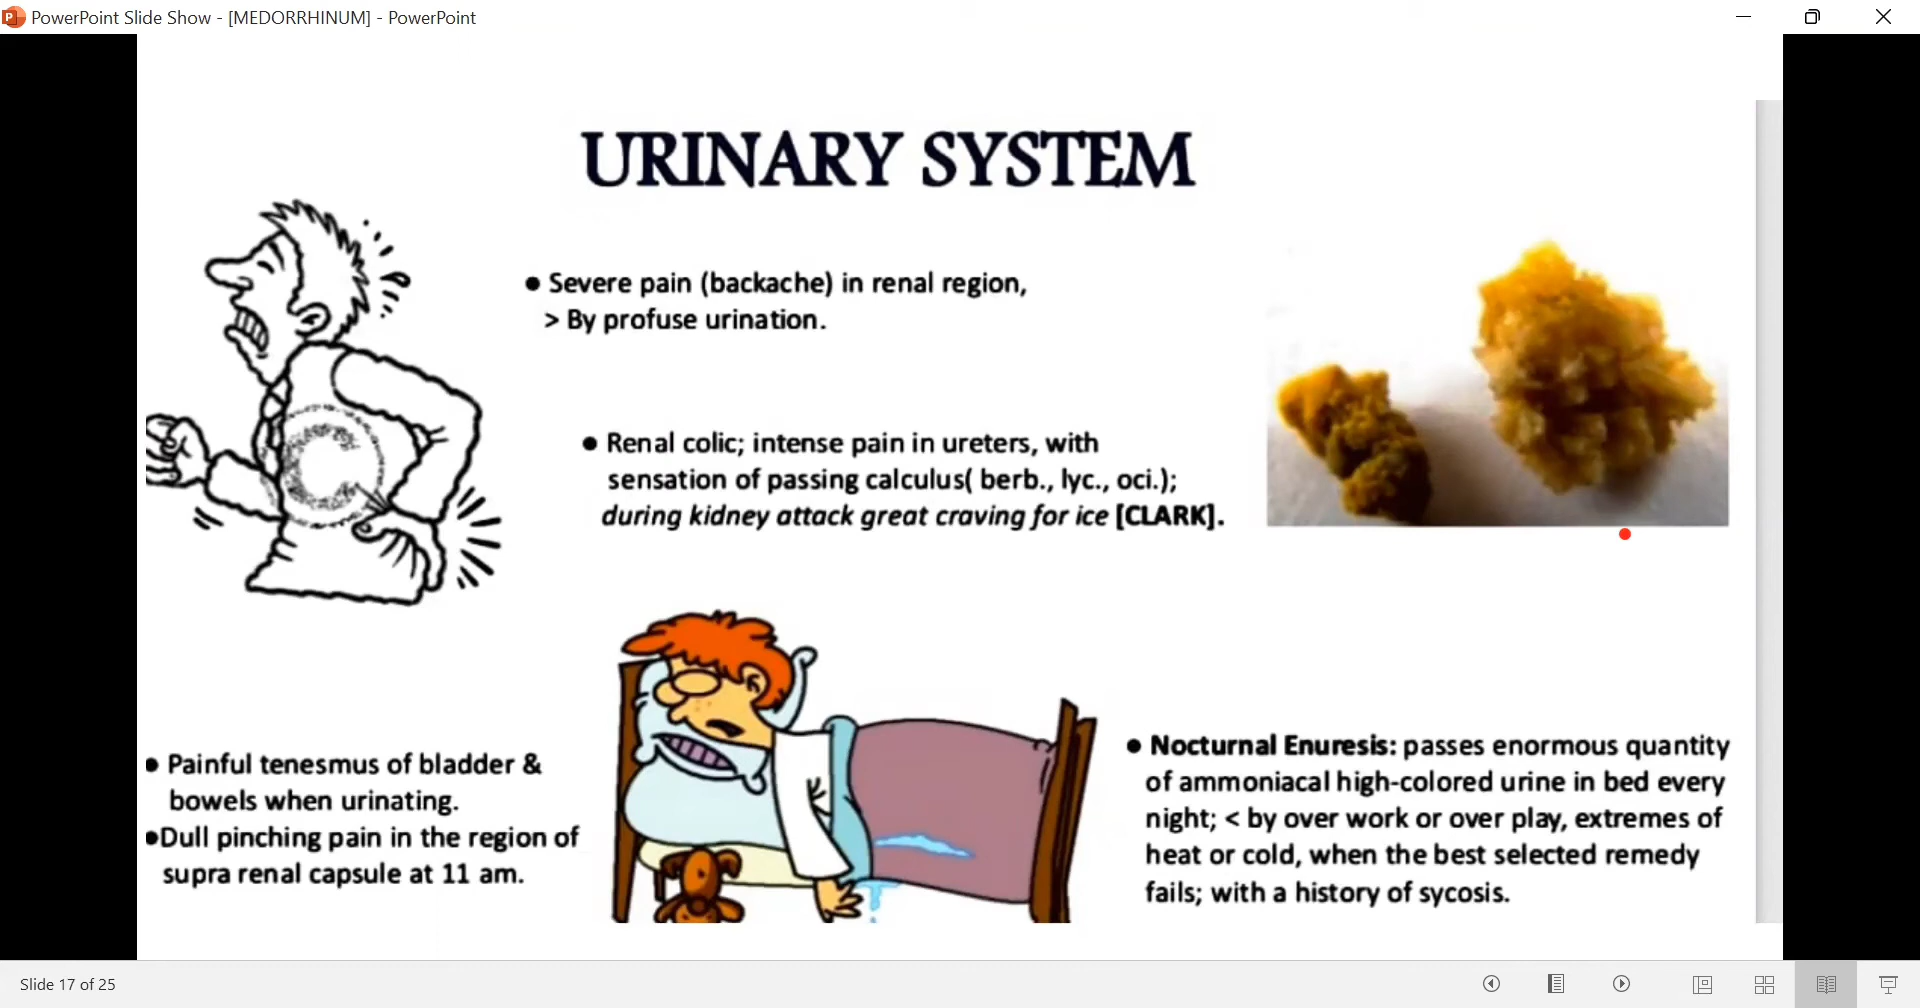 PowerPoint Slide Show - [MEDORRHINUM] - PowerPoint
URINARY SYSTEM
● Severe pain (backache) in renal region,
> By profuse urination.
● Renal colic; intense pain in ureters, with
sensation of passing calculus( berb., lyc., oci.);
during kidney attack great craving for ice [CLARK].
● Painful tenesmus of bladder &
bowels when urinating.
●Dull pinching pain in the region of
supra renal capsule at 11 am.
● Nocturnal Enuresis: passes enormous quantity
of ammoniacal high-colored urine in bed every
night; < by over work or over play, extremes of
heat or cold, when the best selected remedy
fails; with a history of sycosis.
Slide 17 of 25